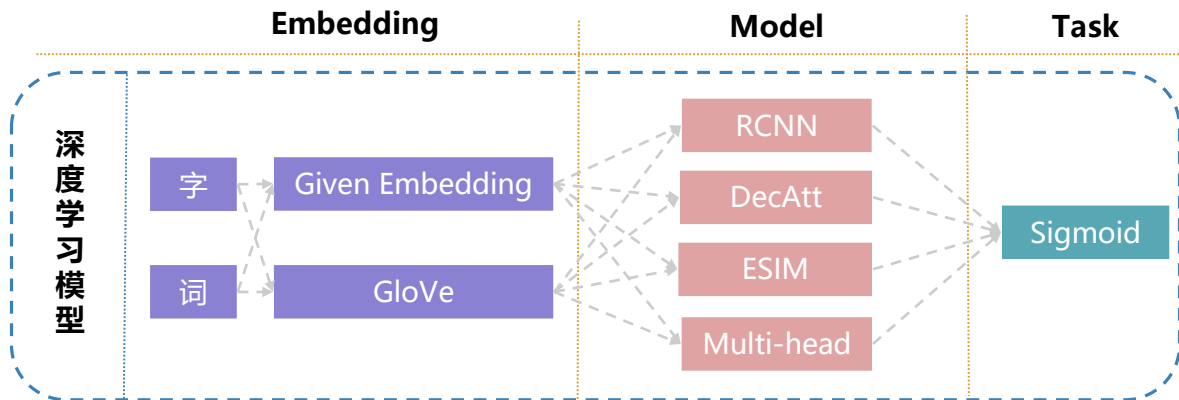 Embedding
Model
Task
深度学习模型
字
Given Embedding
词
GloVe
RCNN
DecAtt
ESIM
Multi-head
Sigmoid